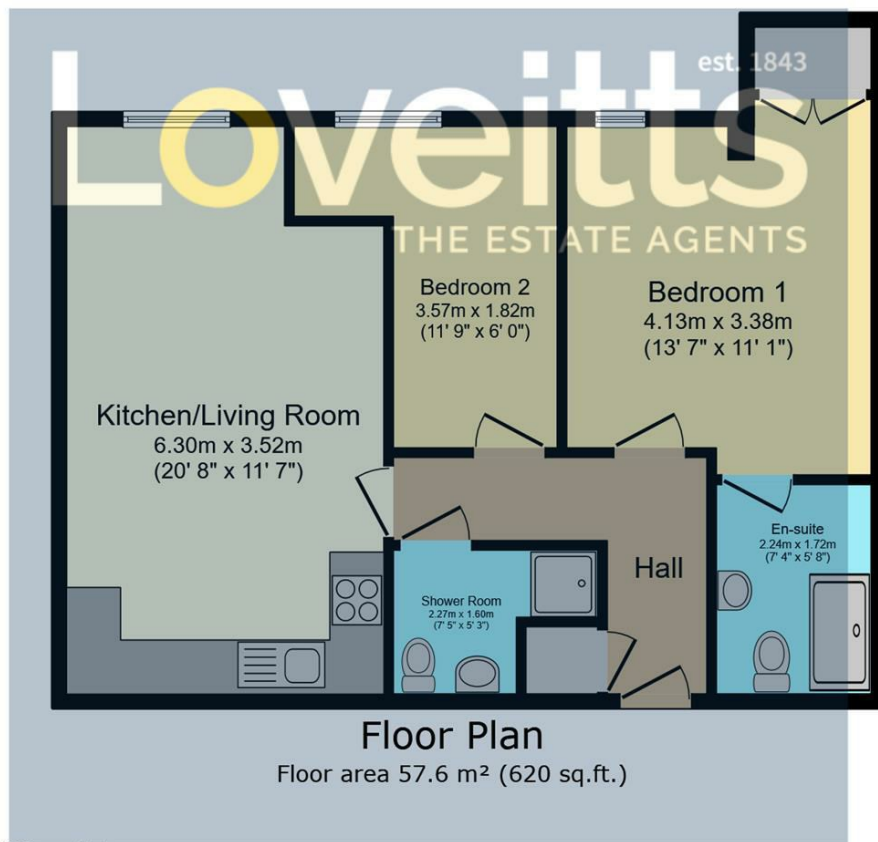 est. 1843
Loveitts
THE ESTATE AGENTS
Bedroom 2
3.57m x 1.82m
(11' 9" x 6' 0")
Bedroom 1
4.13m x 3.38m
(13' 7" x 11' 1")
Kitchen/Living Room
6.30m x 3.52m
(20' 8" x 11' 7")
En-suite
2.24m x 1.72m
(7' 4" x 5' 8")
Hall
Shower Room
2.27m x 1.60m
(7' 5" x 5' 3")
Floor Plan
Floor area 57.6 m² (620 sq.ft.)